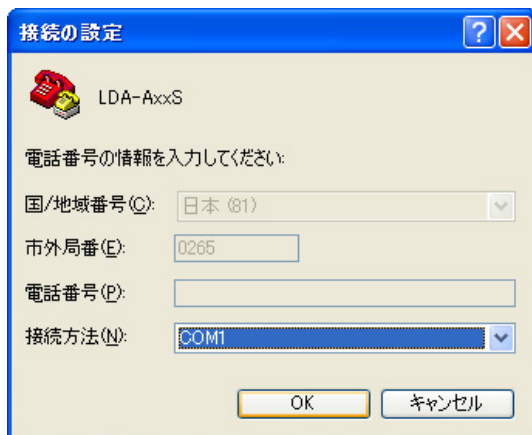 接続の設定
LDA-AxxS
電話番号の情報を入力してください:
国/地域番号(C): 日本 (81)
市外局番(E): 0265
電話番号(P):
接続方法(N): COM1
OK キャンセル